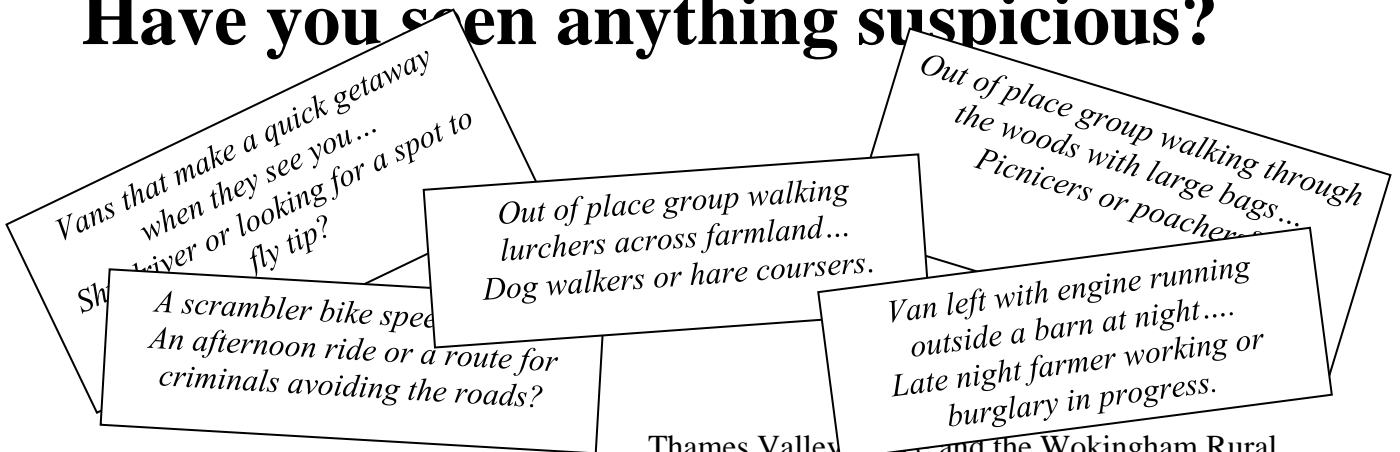 Have you seen anything suspicious?
Vans that make a quick getaway
when they see you...
driver or looking for a spot to
fly tip?
Out of place group walking through
the woods with large bags...
Picnicers or poachers
Out of place group walking
lurchers across farmland...
Dog walkers or hare coursers.
A scrambler bike
An afternoon ride or a route for
criminals avoiding the roads?
Van left with engine running
outside a barn at night....
Late night farmer working or
burglary in progress.
Thames Valley and the Wokingham Rural